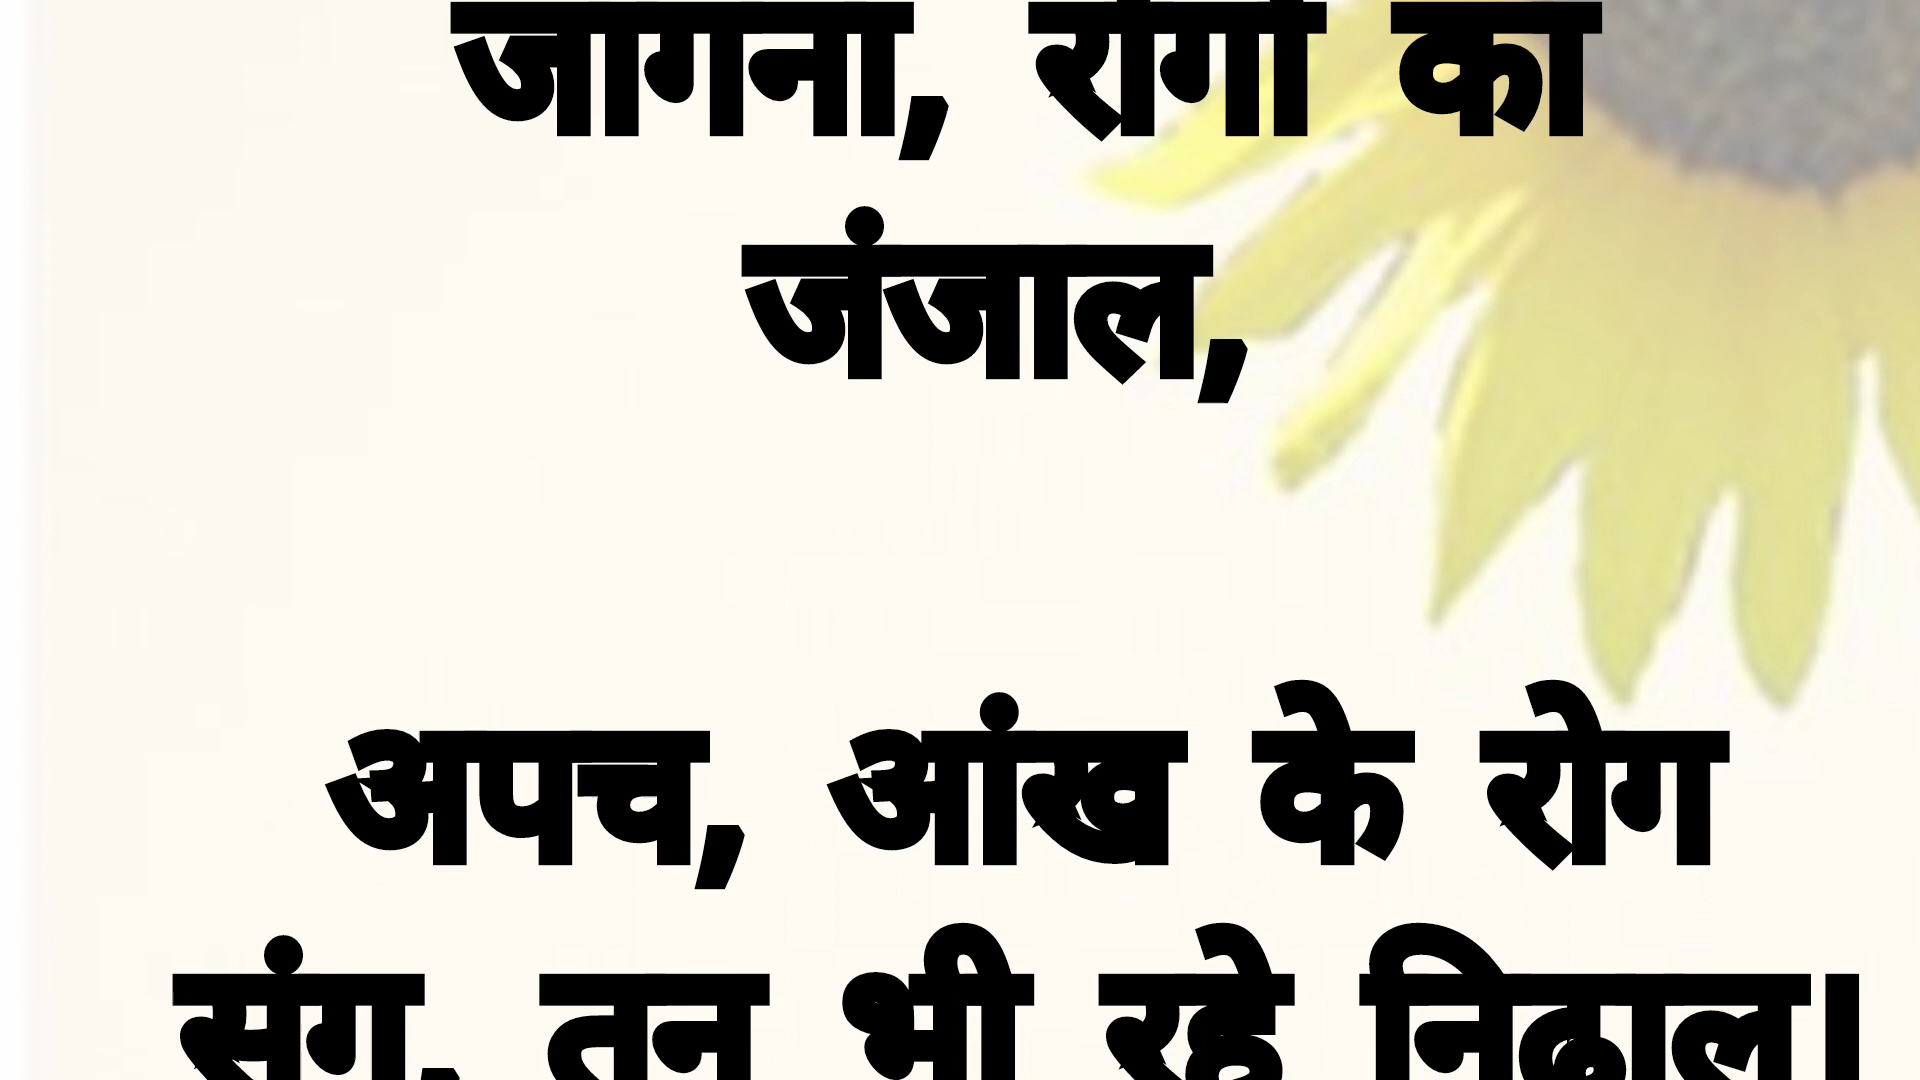 जागना, रोगों का
जंजाल,
अपच, आंख के रोग
संग, तन भी रहे निढाल।